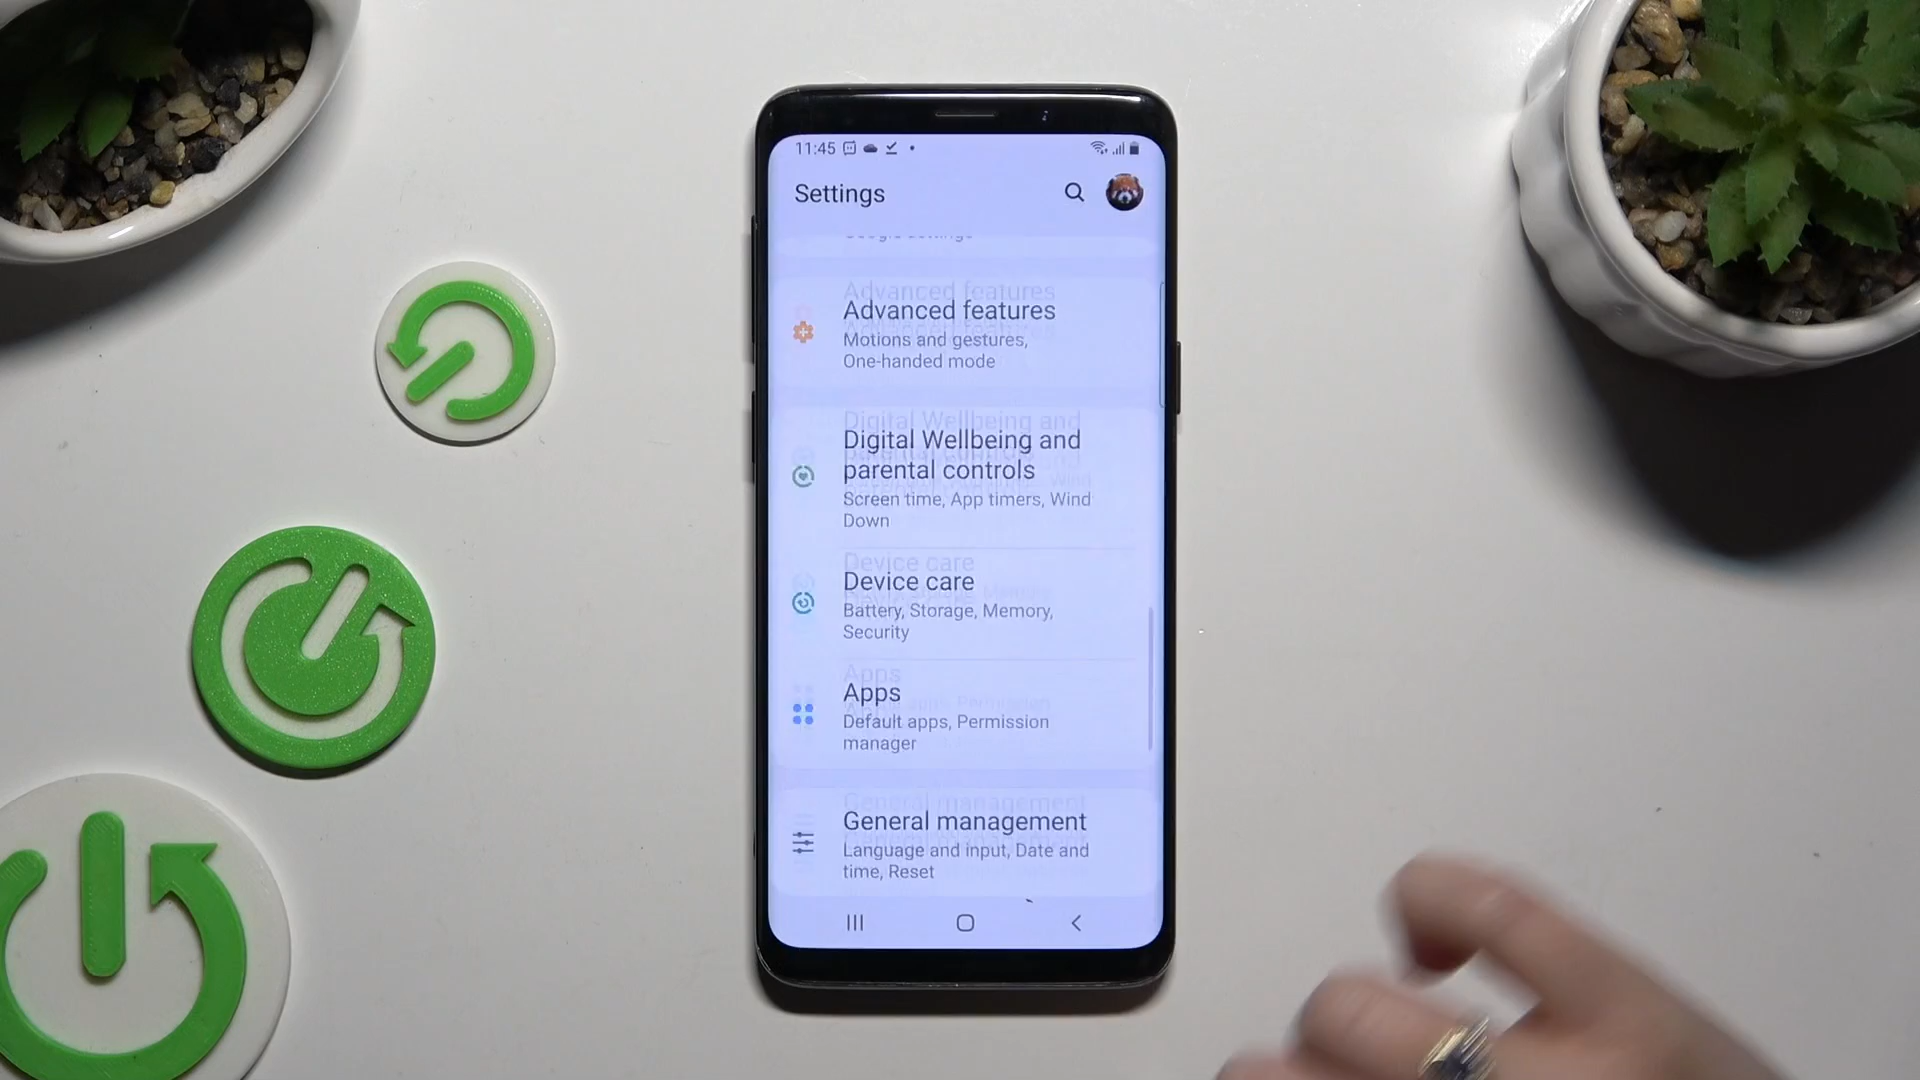 11:45
Settings
Google settings
Advanced features
Motions and gestures,
One-handed mode
Digital Wellbeing and
parental controls
Screen time, App timers, Wind
Down
Device care
Battery, Storage, Memory,
Security
Apps
Default apps, Permission
manager
General management
Language and input, Date and
time, Reset